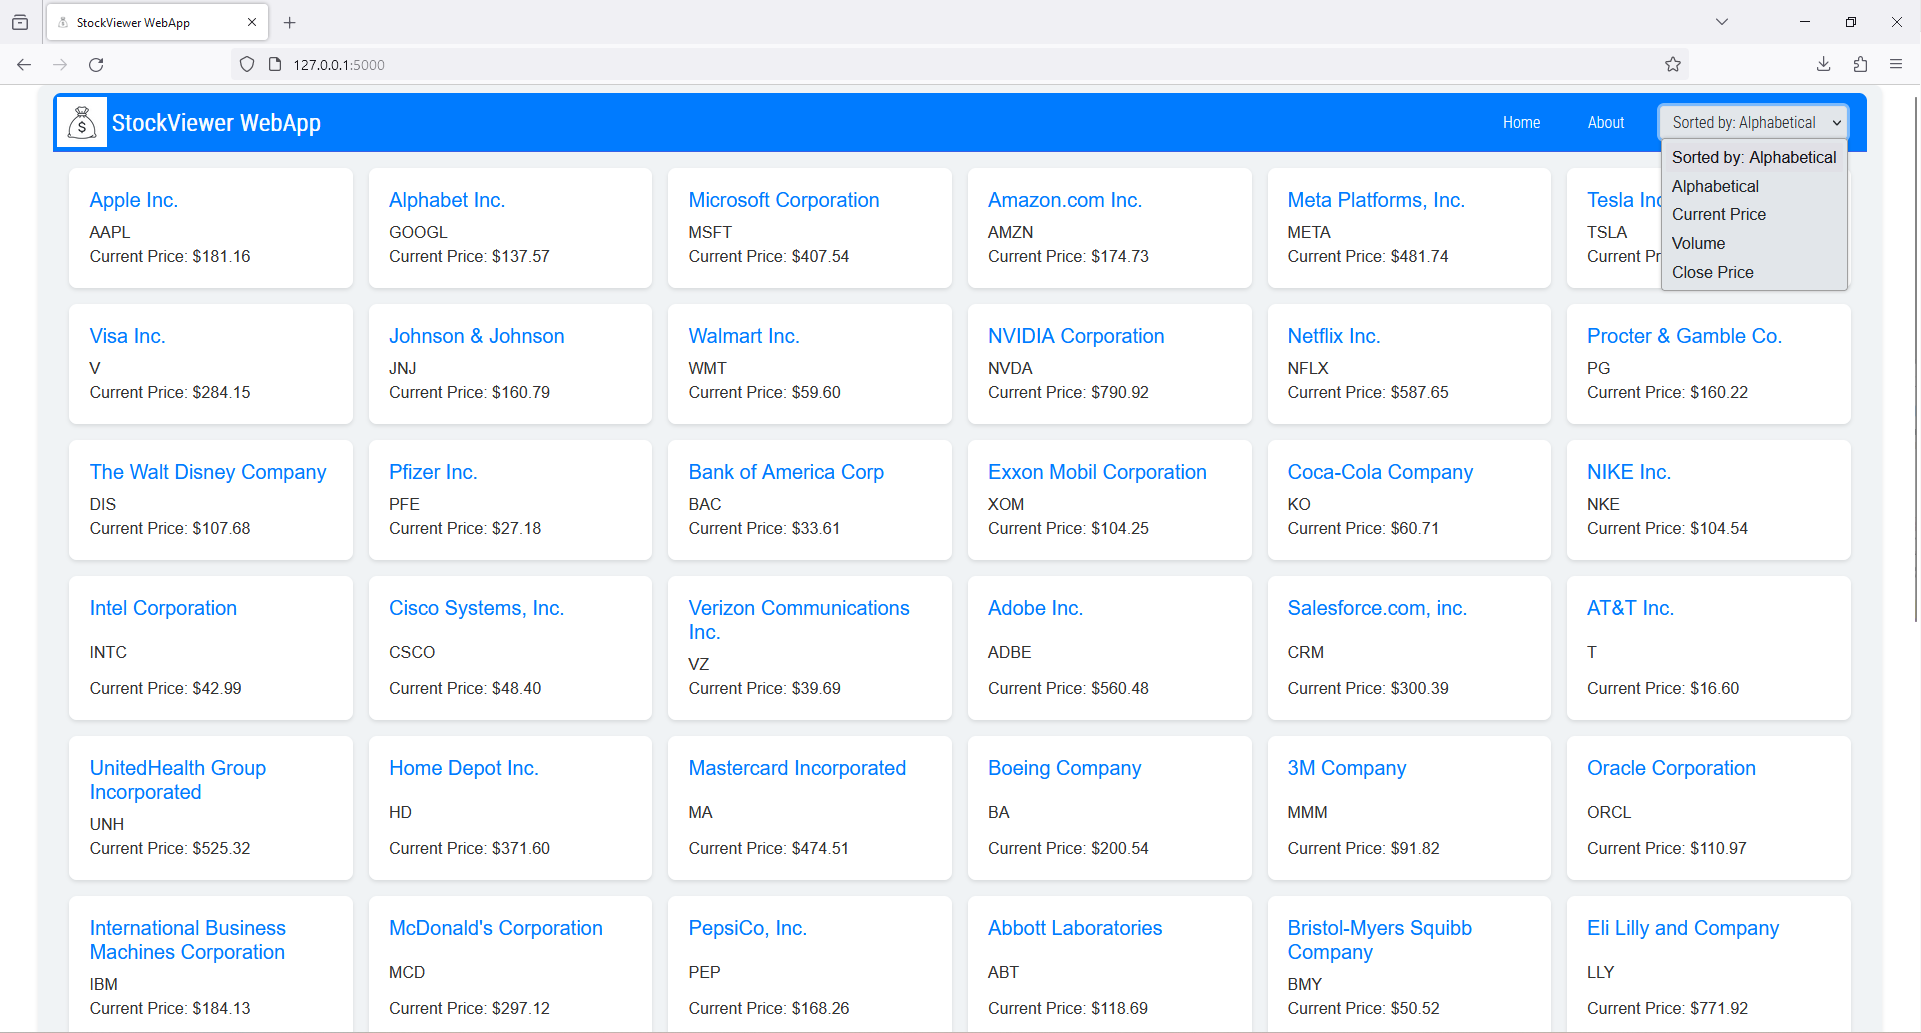 StockViewer WebApp
127.0.0.1:5000
StockViewer WebApp
Home
About
Sorted by: Alphabetical
Sorted by: Alphabetical
Alphabetical
Current Price
Volume
Close Price
Apple Inc.
AAPL
Current Price: $181.16
Alphabet Inc.
GOOGL
Current Price: $137.57
Microsoft Corporation
MSFT
Current Price: $407.54
Amazon.com Inc.
AMZN
Current Price: $174.73
Meta Platforms, Inc.
META
Current Price: $481.74
Tesla Inc
TSLA
Current Pr
Visa Inc.
V
Current Price: $284.15
Johnson & Johnson
JNJ
Current Price: $160.79
Walmart Inc.
WMT
Current Price: $59.60
NVIDIA Corporation
NVDA
Current Price: $790.92
Netflix Inc.
NFLX
Current Price: $587.65
Procter & Gamble Co.
PG
Current Price: $160.22
The Walt Disney Company
DIS
Current Price: $107.68
Pfizer Inc.
PFE
Current Price: $27.18
Bank of America Corp
BAC
Current Price: $33.61
Exxon Mobil Corporation
XOM
Current Price: $104.25
Coca-Cola Company
KO
Current Price: $60.71
NIKE Inc.
NKE
Current Price: $104.54
Intel Corporation
INTC
Current Price: $42.99
Cisco Systems, Inc.
CSCO
Current Price: $48.40
Verizon Communications
Inc.
VZ
Current Price: $39.69
Adobe Inc.
ADBE
Current Price: $560.48
Salesforce.com, inc.
CRM
Current Price: $300.39
AT&T Inc.
T
Current Price: $16.60
UnitedHealth Group
Incorporated
UNH
Current Price: $525.32
Home Depot Inc.
HD
Current Price: $371.60
Mastercard Incorporated
MA
Current Price: $474.51
Boeing Company
BA
Current Price: $200.54
3M Company
MMM
Current Price: $91.82
Oracle Corporation
ORCL
Current Price: $110.97
International Business
Machines Corporation
IBM
Current Price: $184.13
McDonald's Corporation
MCD
Current Price: $297.12
PepsiCo, Inc.
PEP
Current Price: $168.26
Abbott Laboratories
ABT
Current Price: $118.69
Bristol-Myers Squibb
Company
BMY
Current Price: $50.52
Eli Lilly and Company
LLY
Current Price: $771.92